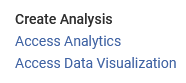 Create Analysis
Access Analytics
Access Data Visualization